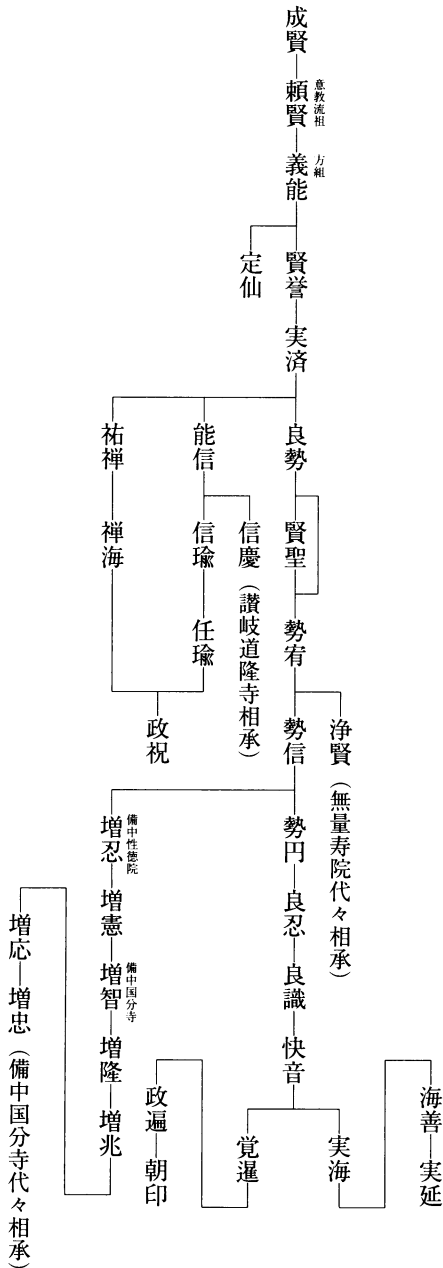 成賢
頼賢
意教流祖
義能
方組
賢誉
定仙
実済
良勢
能信
祐禅
賢聖
信慶（讃岐道隆寺相承）
信瑜
禅海
勢宥
任瑜
政祝
浄賢（無量寿院代々相承）
勢信
勢円
良忍
良識
快音
実海
海善
実延
覚暹
政遍
朝印
増忍
備中性徳院
増憲
増智
備中国分寺
増隆
増兆
増応
増忠（備中国分寺代々相承）